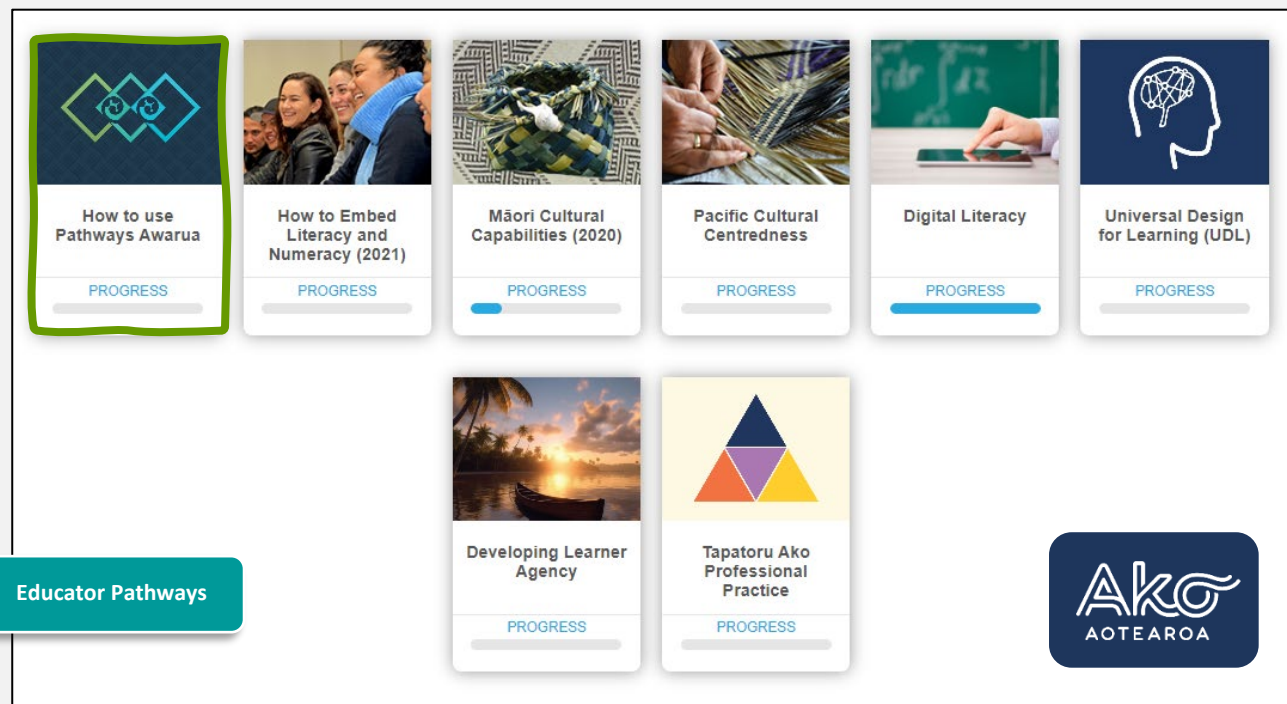 How to use
Pathways Awarua
PROGRESS
How to Embed
Literacy and
Numeracy (2021)
PROGRESS
Māori Cultural
Capabilities (2020)
PROGRESS
Pacific Cultural
Centredness
PROGRESS
Digital Literacy
PROGRESS
Universal Design
for Learning (UDL)
PROGRESS
Developing Learner
Agency
PROGRESS
Tapatoru Ako
Professional
Practice
PROGRESS
Educator Pathways
Ako
AOTEAROA